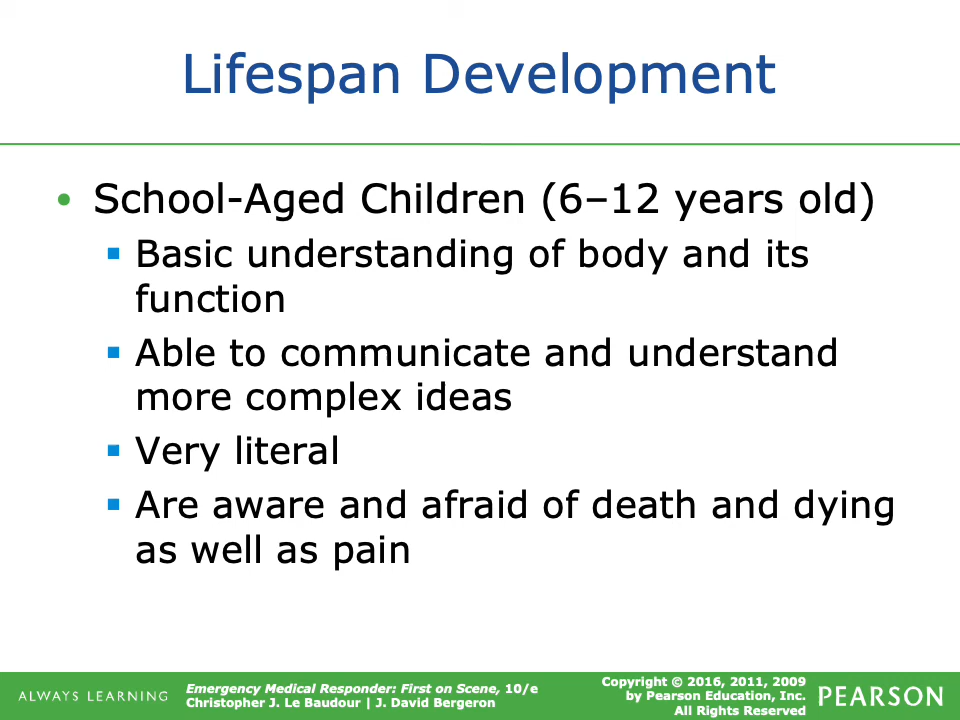 Lifespan Development
• School-Aged Children (6–12 years old)
▪ Basic understanding of body and its
function
▪ Able to communicate and understand
more complex ideas
▪ Very literal
▪ Are aware and afraid of death and dying
as well as pain
ALWAYS LEARNING
Emergency Medical Responder: First on Scene, 10/e
Christopher J. Le Baudour | J. David Bergeron
Copyright © 2016, 2011, 2009
by Pearson Education, Inc.
All Rights Reserved
PEARSON